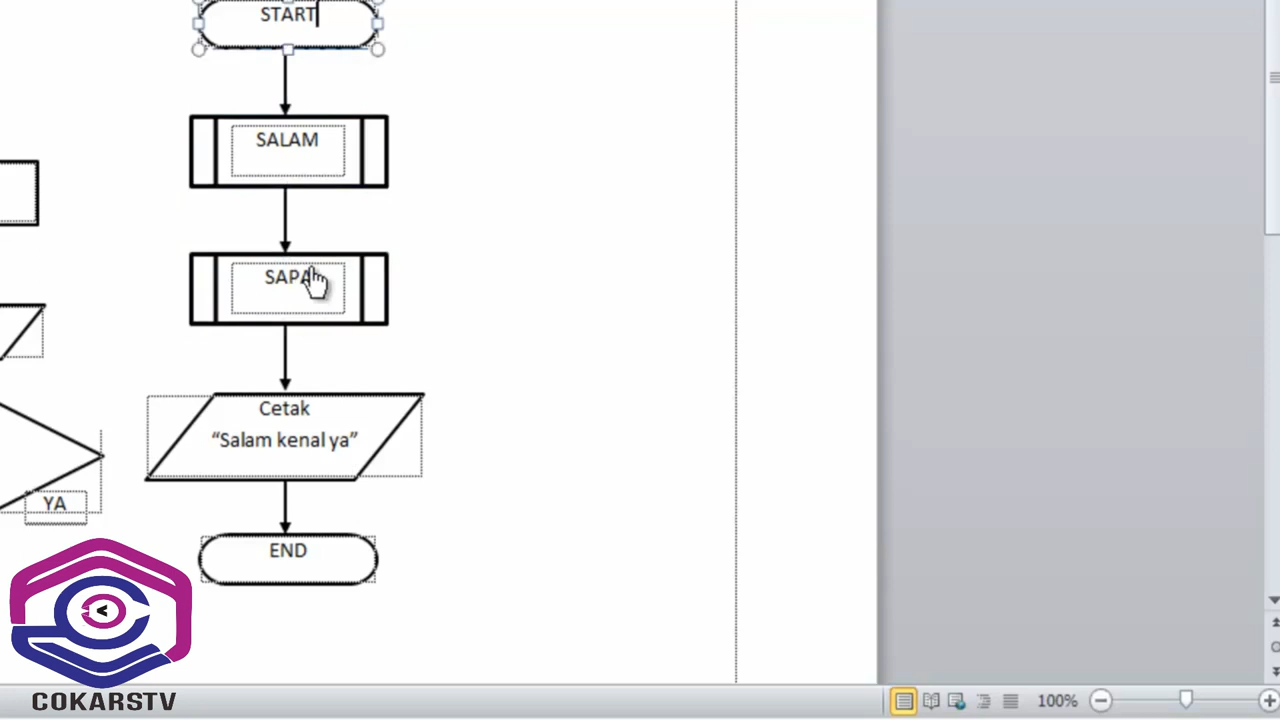 START
SALAM
SAPA
Cetak
“Salam kenal ya”
YA
END
COKARSTV
100%